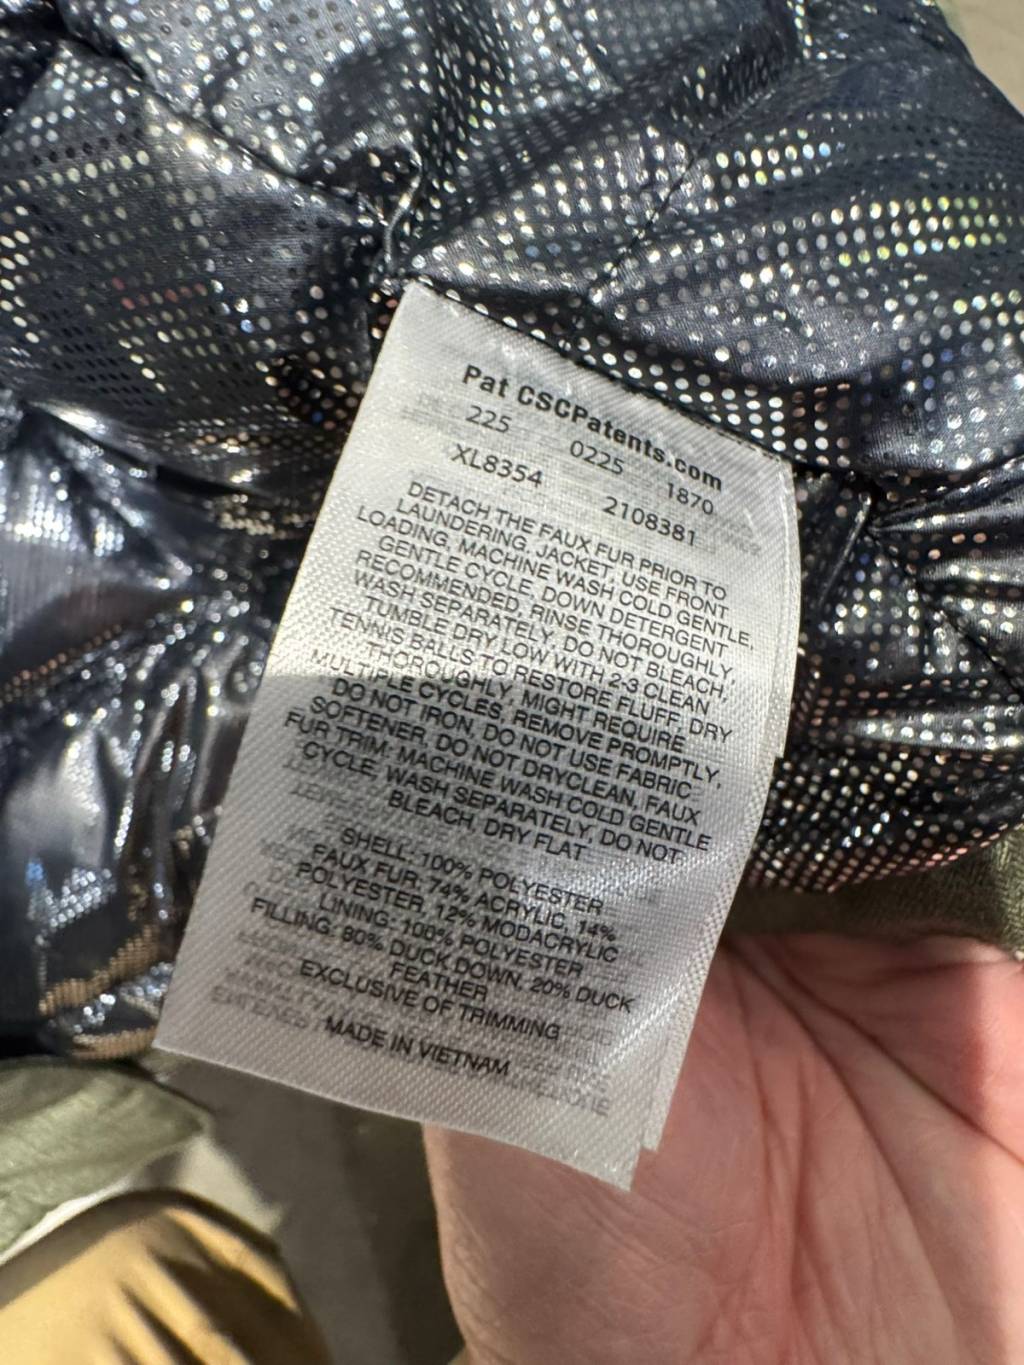 Pat CSCPatents.com
225 0225 1870
XL8354 2108381
DETACH THE FAUX FUR PRIOR TO
LAUNDERING. JACKET, USE FRONT
LOADING, MACHINE WASH COLD GENTLE,
GENTLE CYCLE, DOWN DETERGENT
RECOMMENDED, RINSE THOROUGHLY,
WASH SEPARATELY, DO NOT BLEACH,
TUMBLE DRY LOW WITH 2-3 CLEAN
TENNIS BALLS TO RESTORE FLUFF, DRY
THOROUGHLY, MIGHT REQUIRE
MULTIPLE CYCLES, REMOVE PROMPTLY,
DO NOT IRON, DO NOT USE FABRIC
SOFTENER, DO NOT DRYCLEAN, FAUX
FUR TRIM: MACHINE WASH COLD GENTLE
CYCLE, WASH SEPARATELY, DO NOT
BLEACH, DRY FLAT
SHELL: 100% POLYESTER
FAUX FUR: 74% ACRYLIC, 14%
POLYESTER, 12% MODACRYLIC
LINING: 100% POLYESTER
FILLING: 80% DUCK DOWN, 20% DUCK
FEATHER
EXCLUSIVE OF TRIMMING
MADE IN VIETNAM